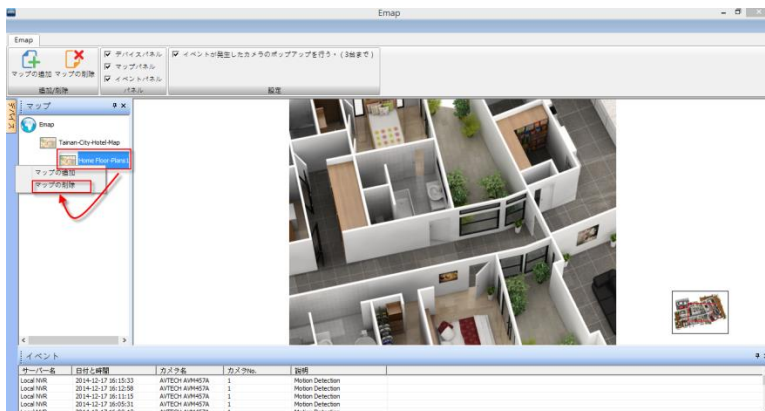 Emap
Emap
マップの追加 マップの削除
追加/削除
デバイスパネル
マップパネル
イベントパネル
パネル
イベントが発生したカメラのポップアップを行う。(3台まで)
設定
デバイス
マップ
Emap
Tainan-City-Hotel-Map
Home Floor-Plans1
マップの追加
マップの削除
イベント
サーバー名 日付と時間 カメラ名 カメラNo. 説明
Local NVR 2014-12-17 16:15:33 AVTECH AVM457A 1 Motion Detection
Local NVR 2014-12-17 16:12:58 AVTECH AVM457A 1 Motion Detection
Local NVR 2014-12-17 16:11:15 AVTECH AVM457A 1 Motion Detection
Local NVR 2014-12-17 16:05:31 AVTECH AVM457A 1 Motion Detection